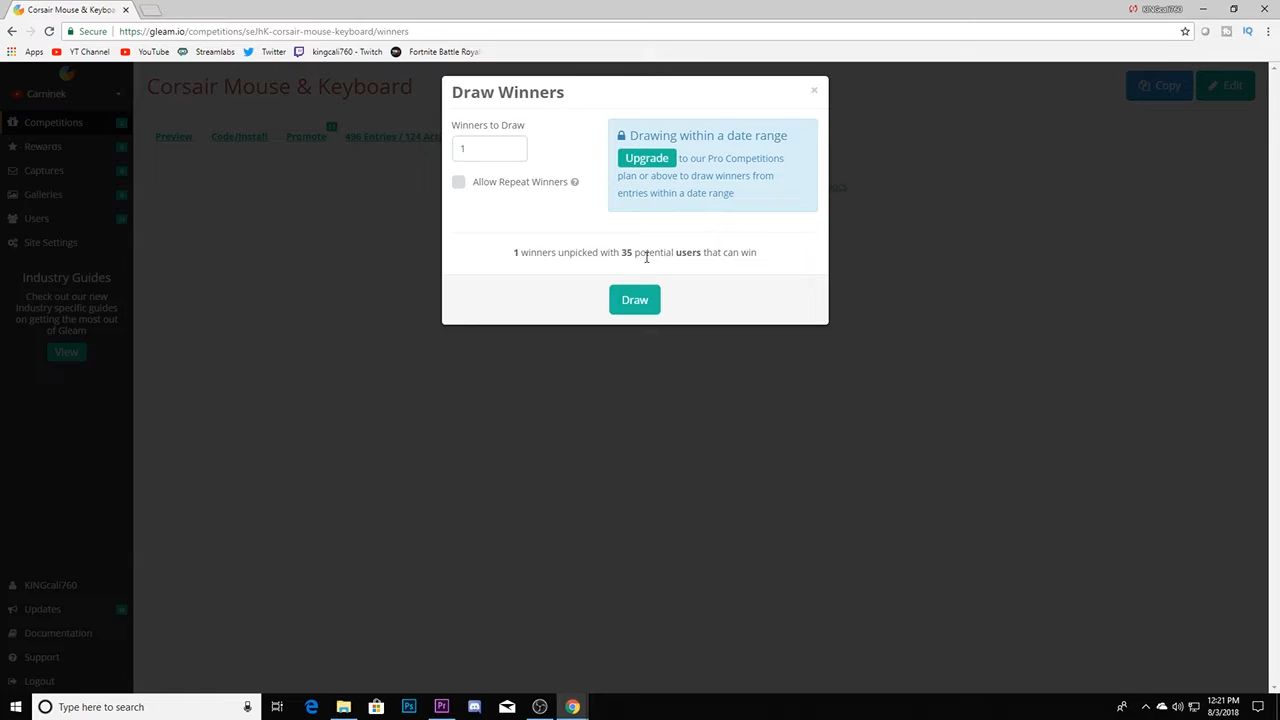 Corsair Mouse & Keyboard
KINGcali760
Secure
https://gleam.io/competitions/seJhK-corsair-mouse-keyboard/winners
Apps
YT Channel
YouTube
Streamlabs
Twitter
kingcali760 - Twitch
Fortnite Battle Royal
Carninek
Corsair Mouse & Keyboard
Copy
Edit
Competitions
Rewards
Captures
Galleries
Users
Site Settings
Preview
Code/Install
Promote
496 Entries / 124
Draw Winners
×
Winners to Draw
1
Allow Repeat Winners
Drawing within a date range
Upgrade to our Pro Competitions
plan or above to draw winners from
entries within a date range
1 winners unpicked with 35 potential users that can win
Draw
Industry Guides
Check out our new
Industry specific guides
on getting the most out
of Gleam
View
KINGcali760
Updates
Documentation
Support
Logout
Type here to search
12:21 PM
8/3/2018